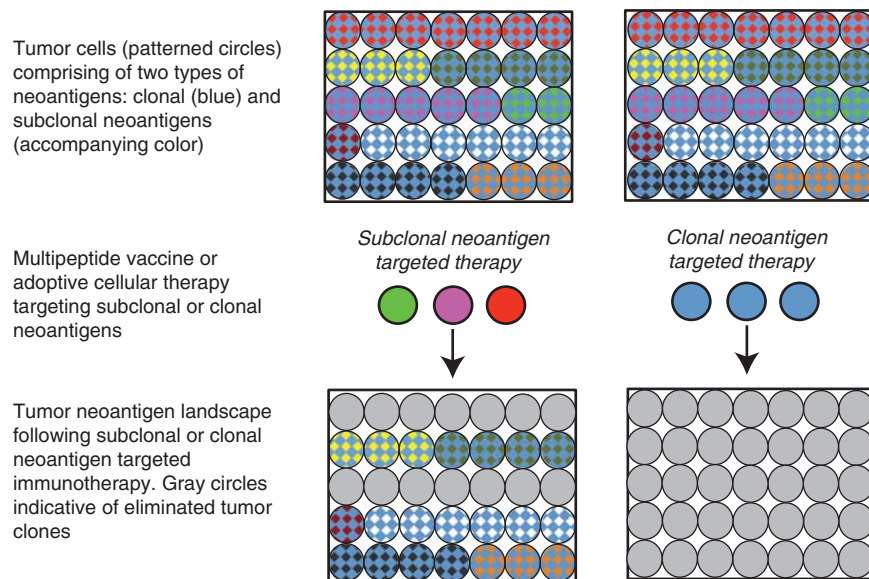 Tumor cells (patterned circles)
comprising of two types of
neoantigens: clonal (blue) and
subclonal neoantigens
(accompanying color)
Multipeptide vaccine or
adoptive cellular therapy
targeting subclonal or clonal
neoantigens
Subclonal neoantigen
targeted therapy
Clonal neoantigen
targeted therapy
Tumor neoantigen landscape
following subclonal or clonal
neoantigen targeted
immunotherapy. Gray circles
indicative of eliminated tumor
clones